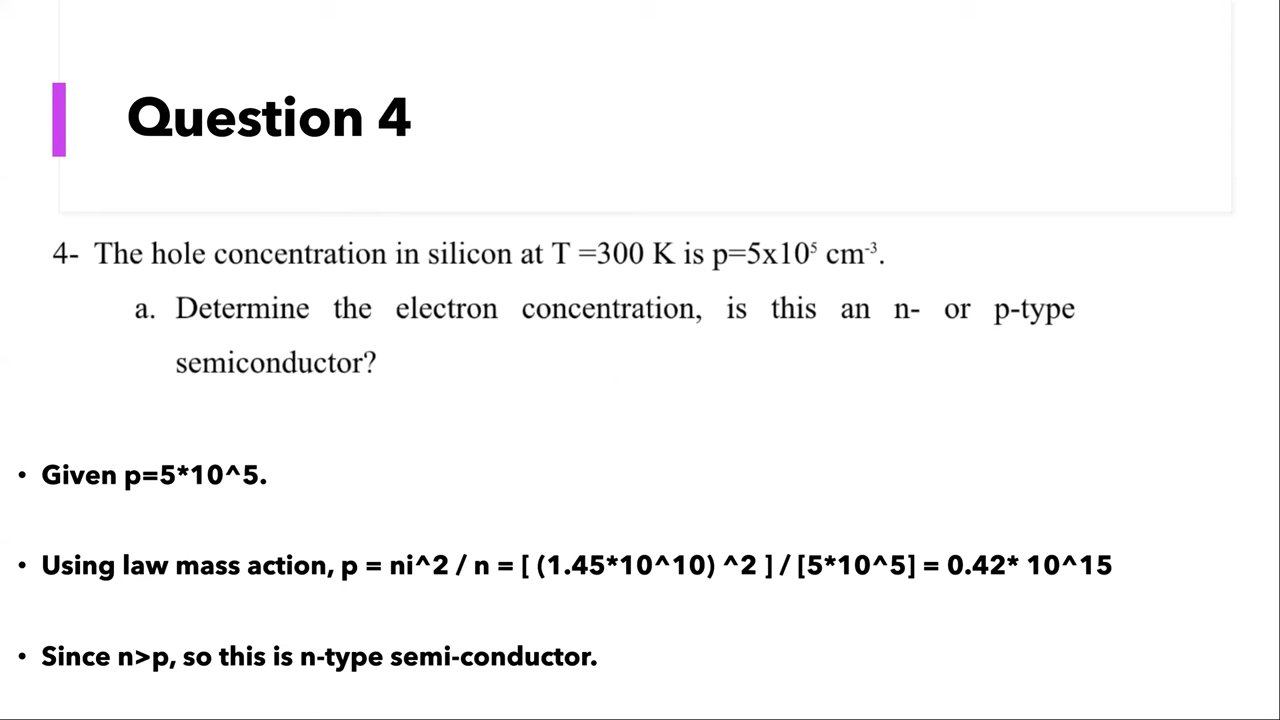 Question 4
4- The hole concentration in silicon at T =300 K is p=5x10⁵ cm⁻³.
a. Determine the electron concentration, is this an n- or p-type
semiconductor?
• Given p=5*10^5.
• Using law mass action, p = ni^2 / n = [ (1.45*10^10) ^2 ] / [5*10^5] = 0.42* 10^15
• Since n>p, so this is n-type semi-conductor.